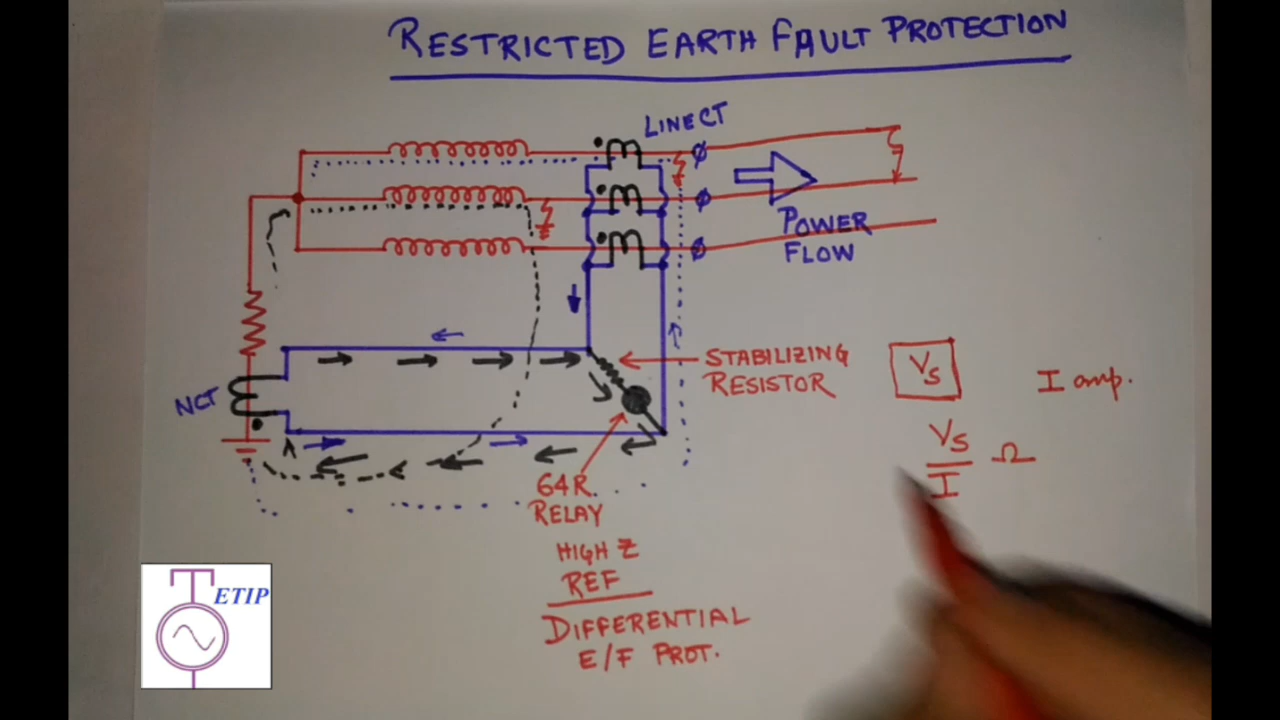 RESTRICTED EARTH FAULT PROTECTION
LINE CT
POWER
FLOW
NCT
STABILIZING
RESISTOR
VS
I amp.
VS
I
Ω
64R
RELAY
HIGH Z
REF
DIFFERENTIAL
E/F PROT.
ETIP